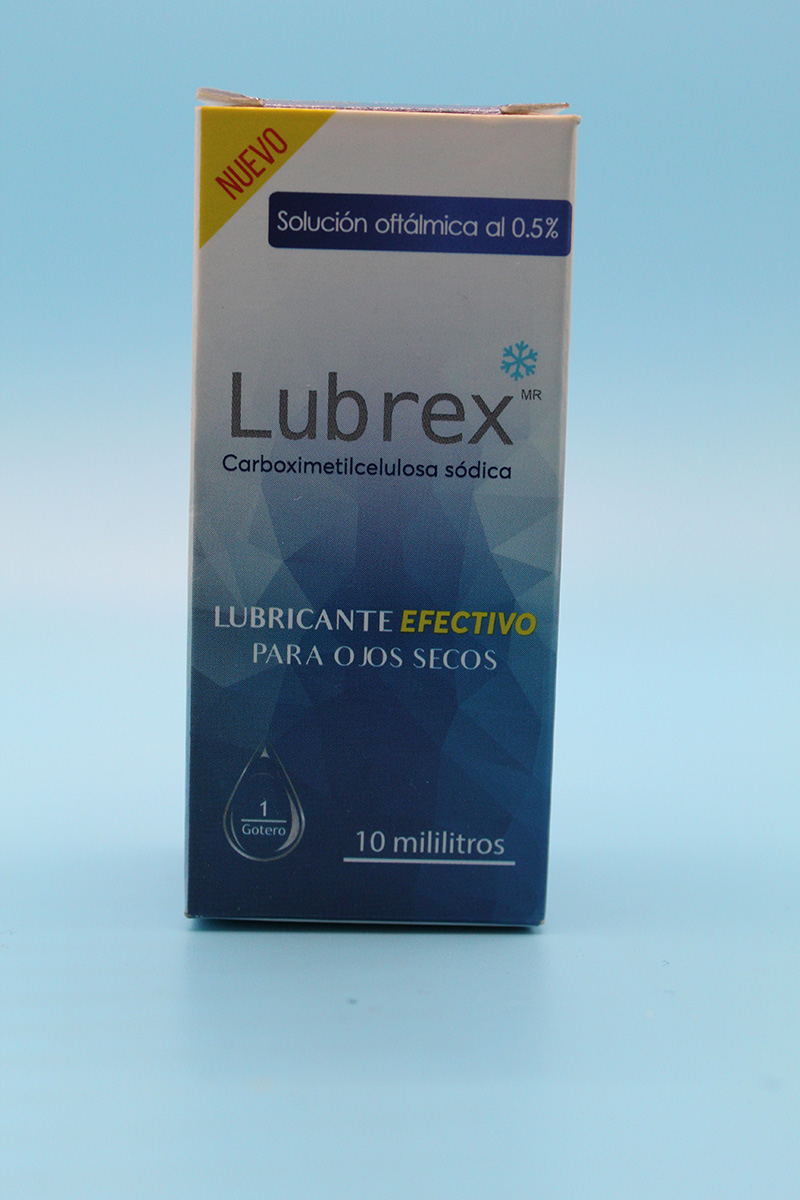 NUEVO
Solución oftálmica al 0.5%
Lubrex MR
Carboximetilcelulosa sódica
LUBRICANTE EFECTIVO
PARA OJOS SECOS
1
Gotero
10 mililitros